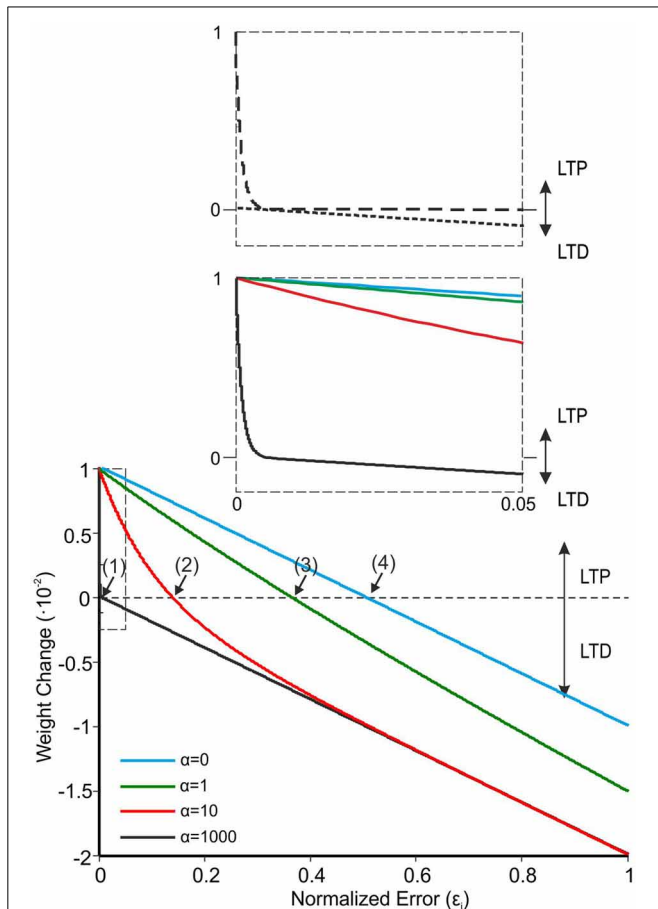 1
0
LTP
LTD
1
0
LTP
LTD
0
0.05
1
0.5
0
-0.5
-1
-1.5
-2
Weight Change (·10⁻²)
(1)
(2)
(3)
(4)
LTP
LTD
α=0
α=1
α=10
α=1000
0
0.2
0.4
0.6
0.8
1
Normalized Error (εᵢ)